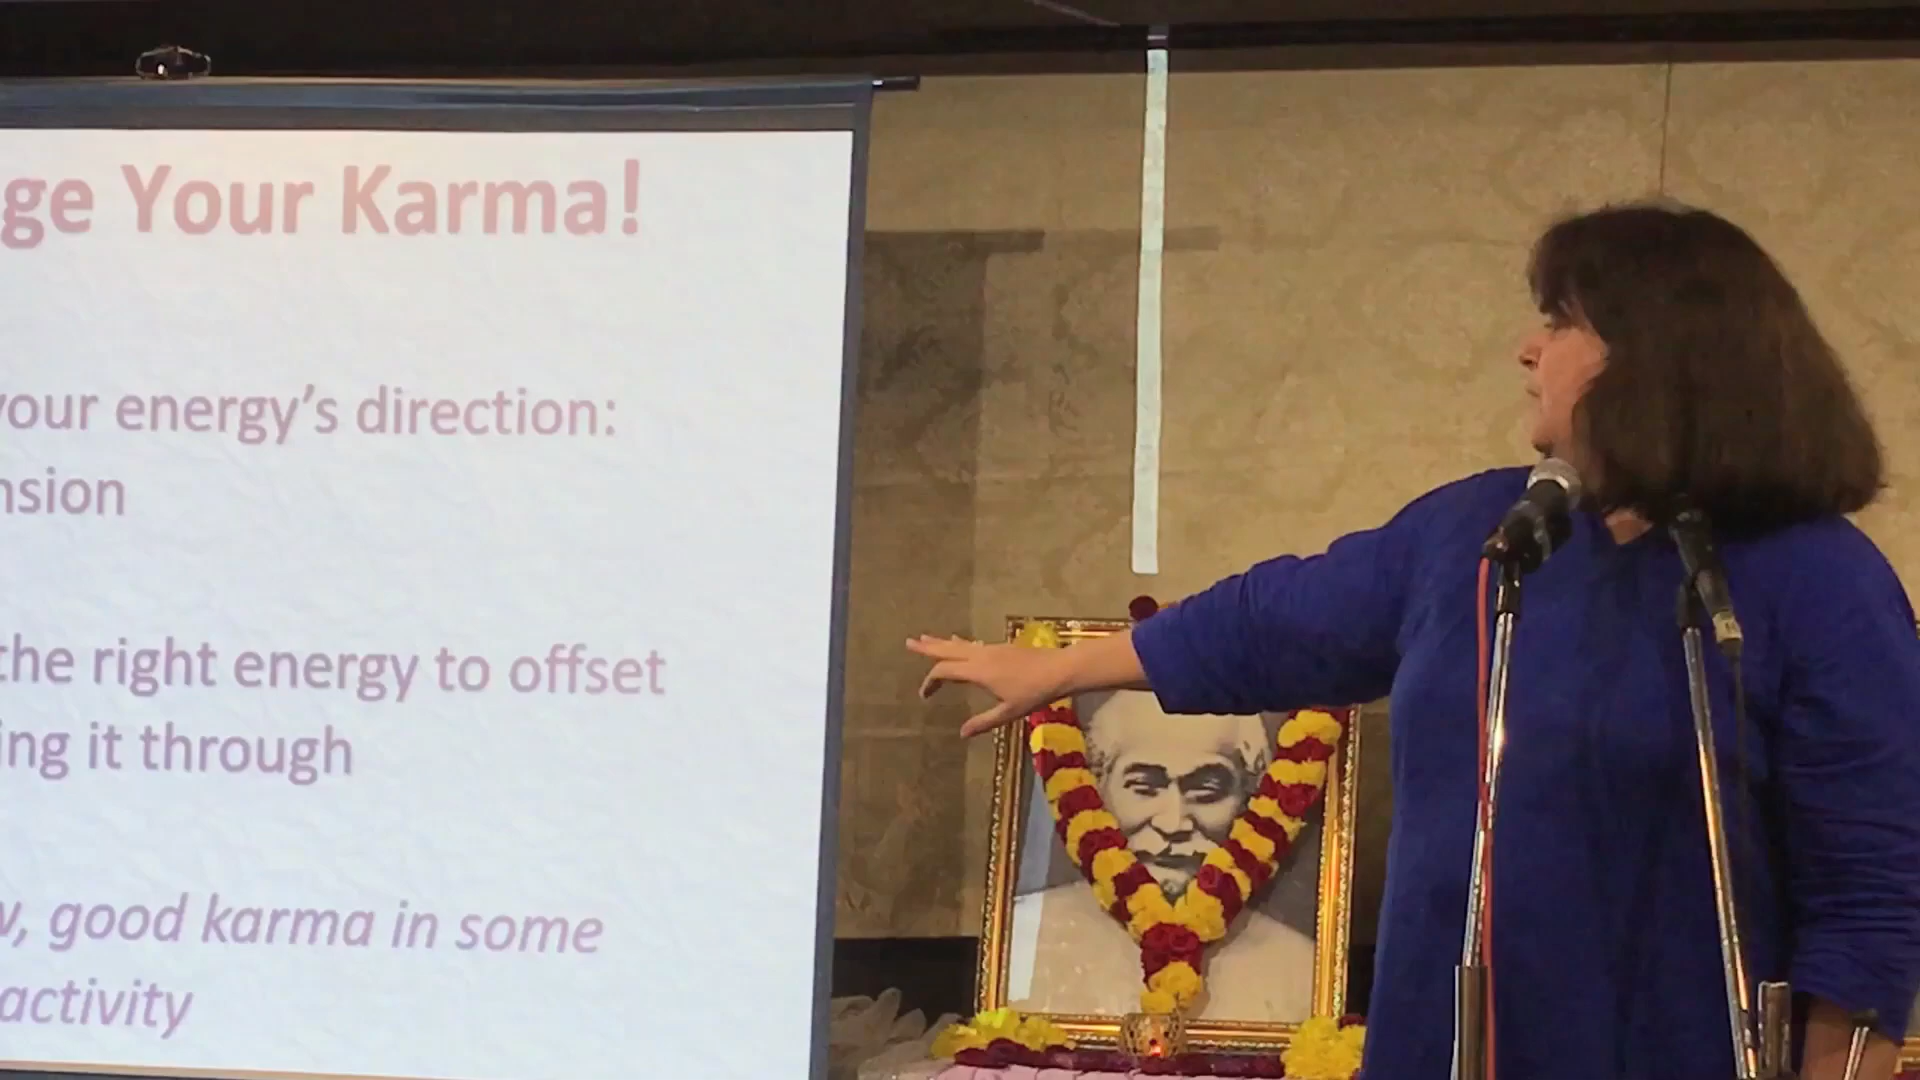 ge Your Karma!
your energy's direction:
nsion
the right energy to offset
ing it through
w, good karma in some
activity